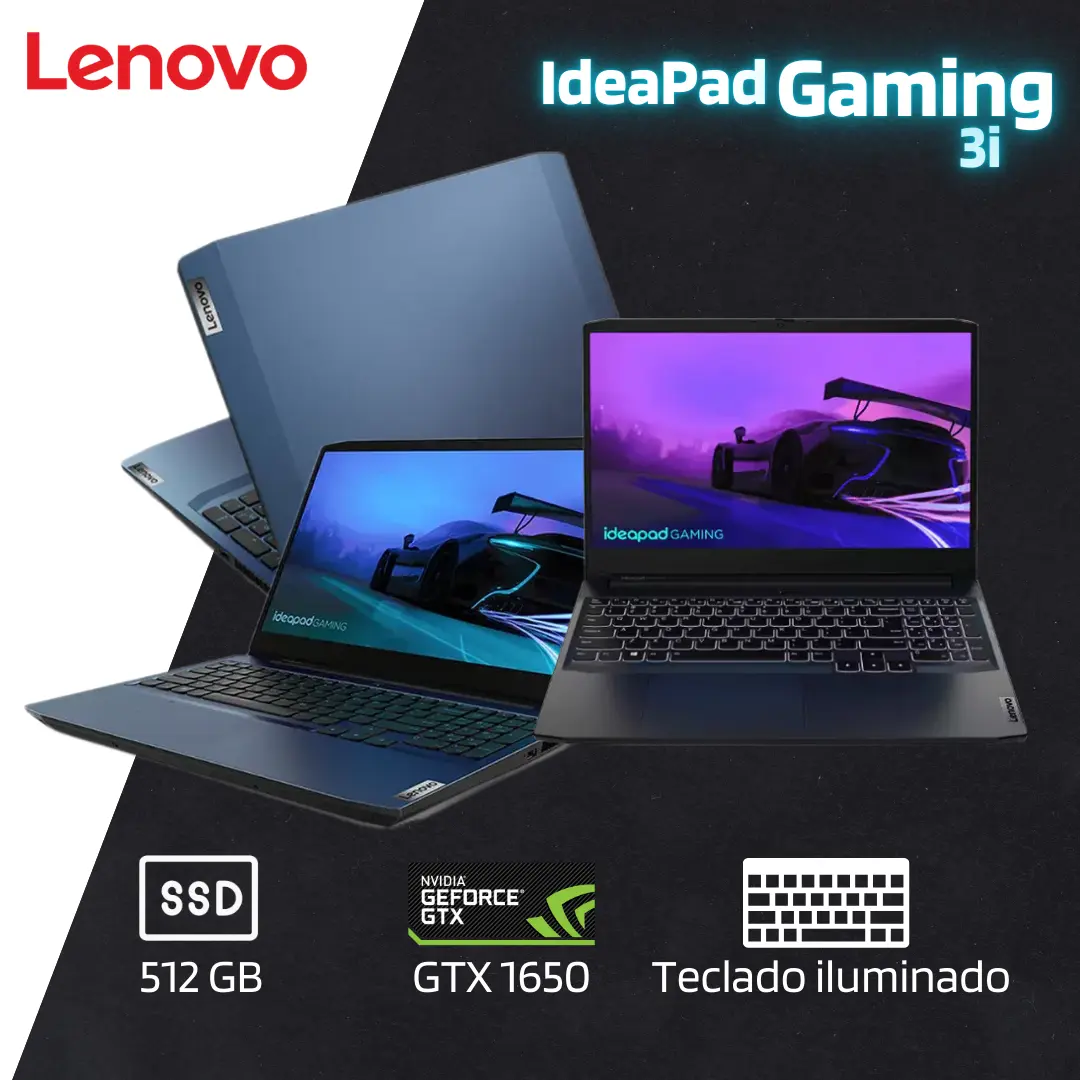 Lenovo
IdeaPad Gaming
3i
Lenovo
Lenovo
ideapad GAMING
ideapad GAMING
Lenovo
Lenovo
SSD
512 GB
NVIDIA
GEFORCE®
GTX
GTX 1650
Teclado iluminado